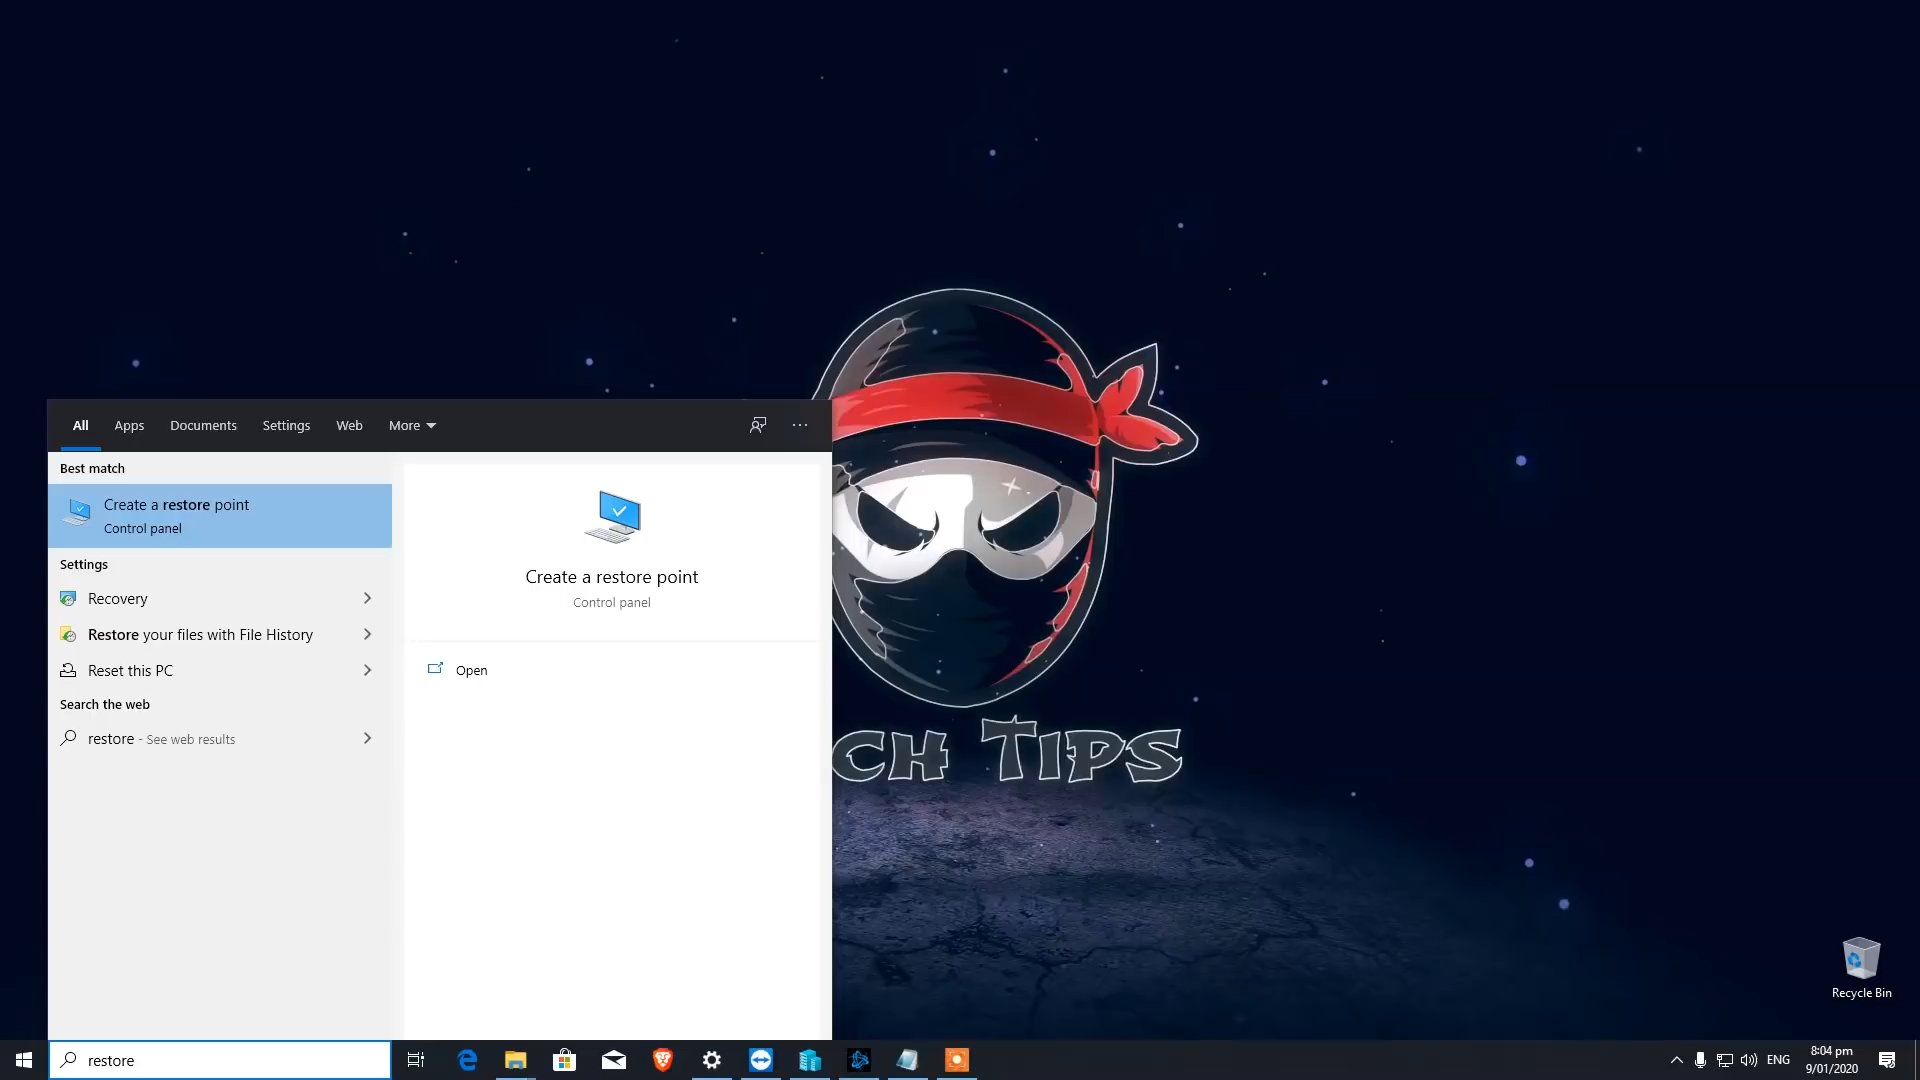 All Apps Documents Settings Web More
Best match
Create a restore point
Control panel
Settings
Recovery
Restore your files with File History
Reset this PC
Search the web
restore - See web results
Create a restore point
Control panel
Open
CH TIPS
Recycle Bin
restore
ENG
8:04 pm
9/01/2020